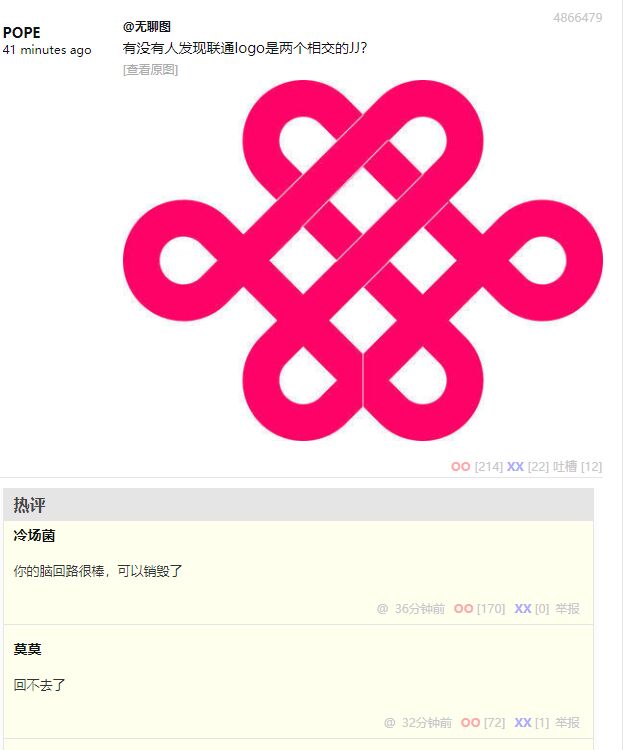 4866479
POPE
41 minutes ago
@无聊图
有没有人发现联通logo是两个相交的JJ?
[查看原图]
OO [214] XX [22] 吐槽 [12]
热评
冷场菌
你的脑回路很棒，可以销毁了
@ 36分钟前 OO [170] XX [0] 举报
莫莫
回不去了
@ 32分钟前 OO [72] XX [1] 举报